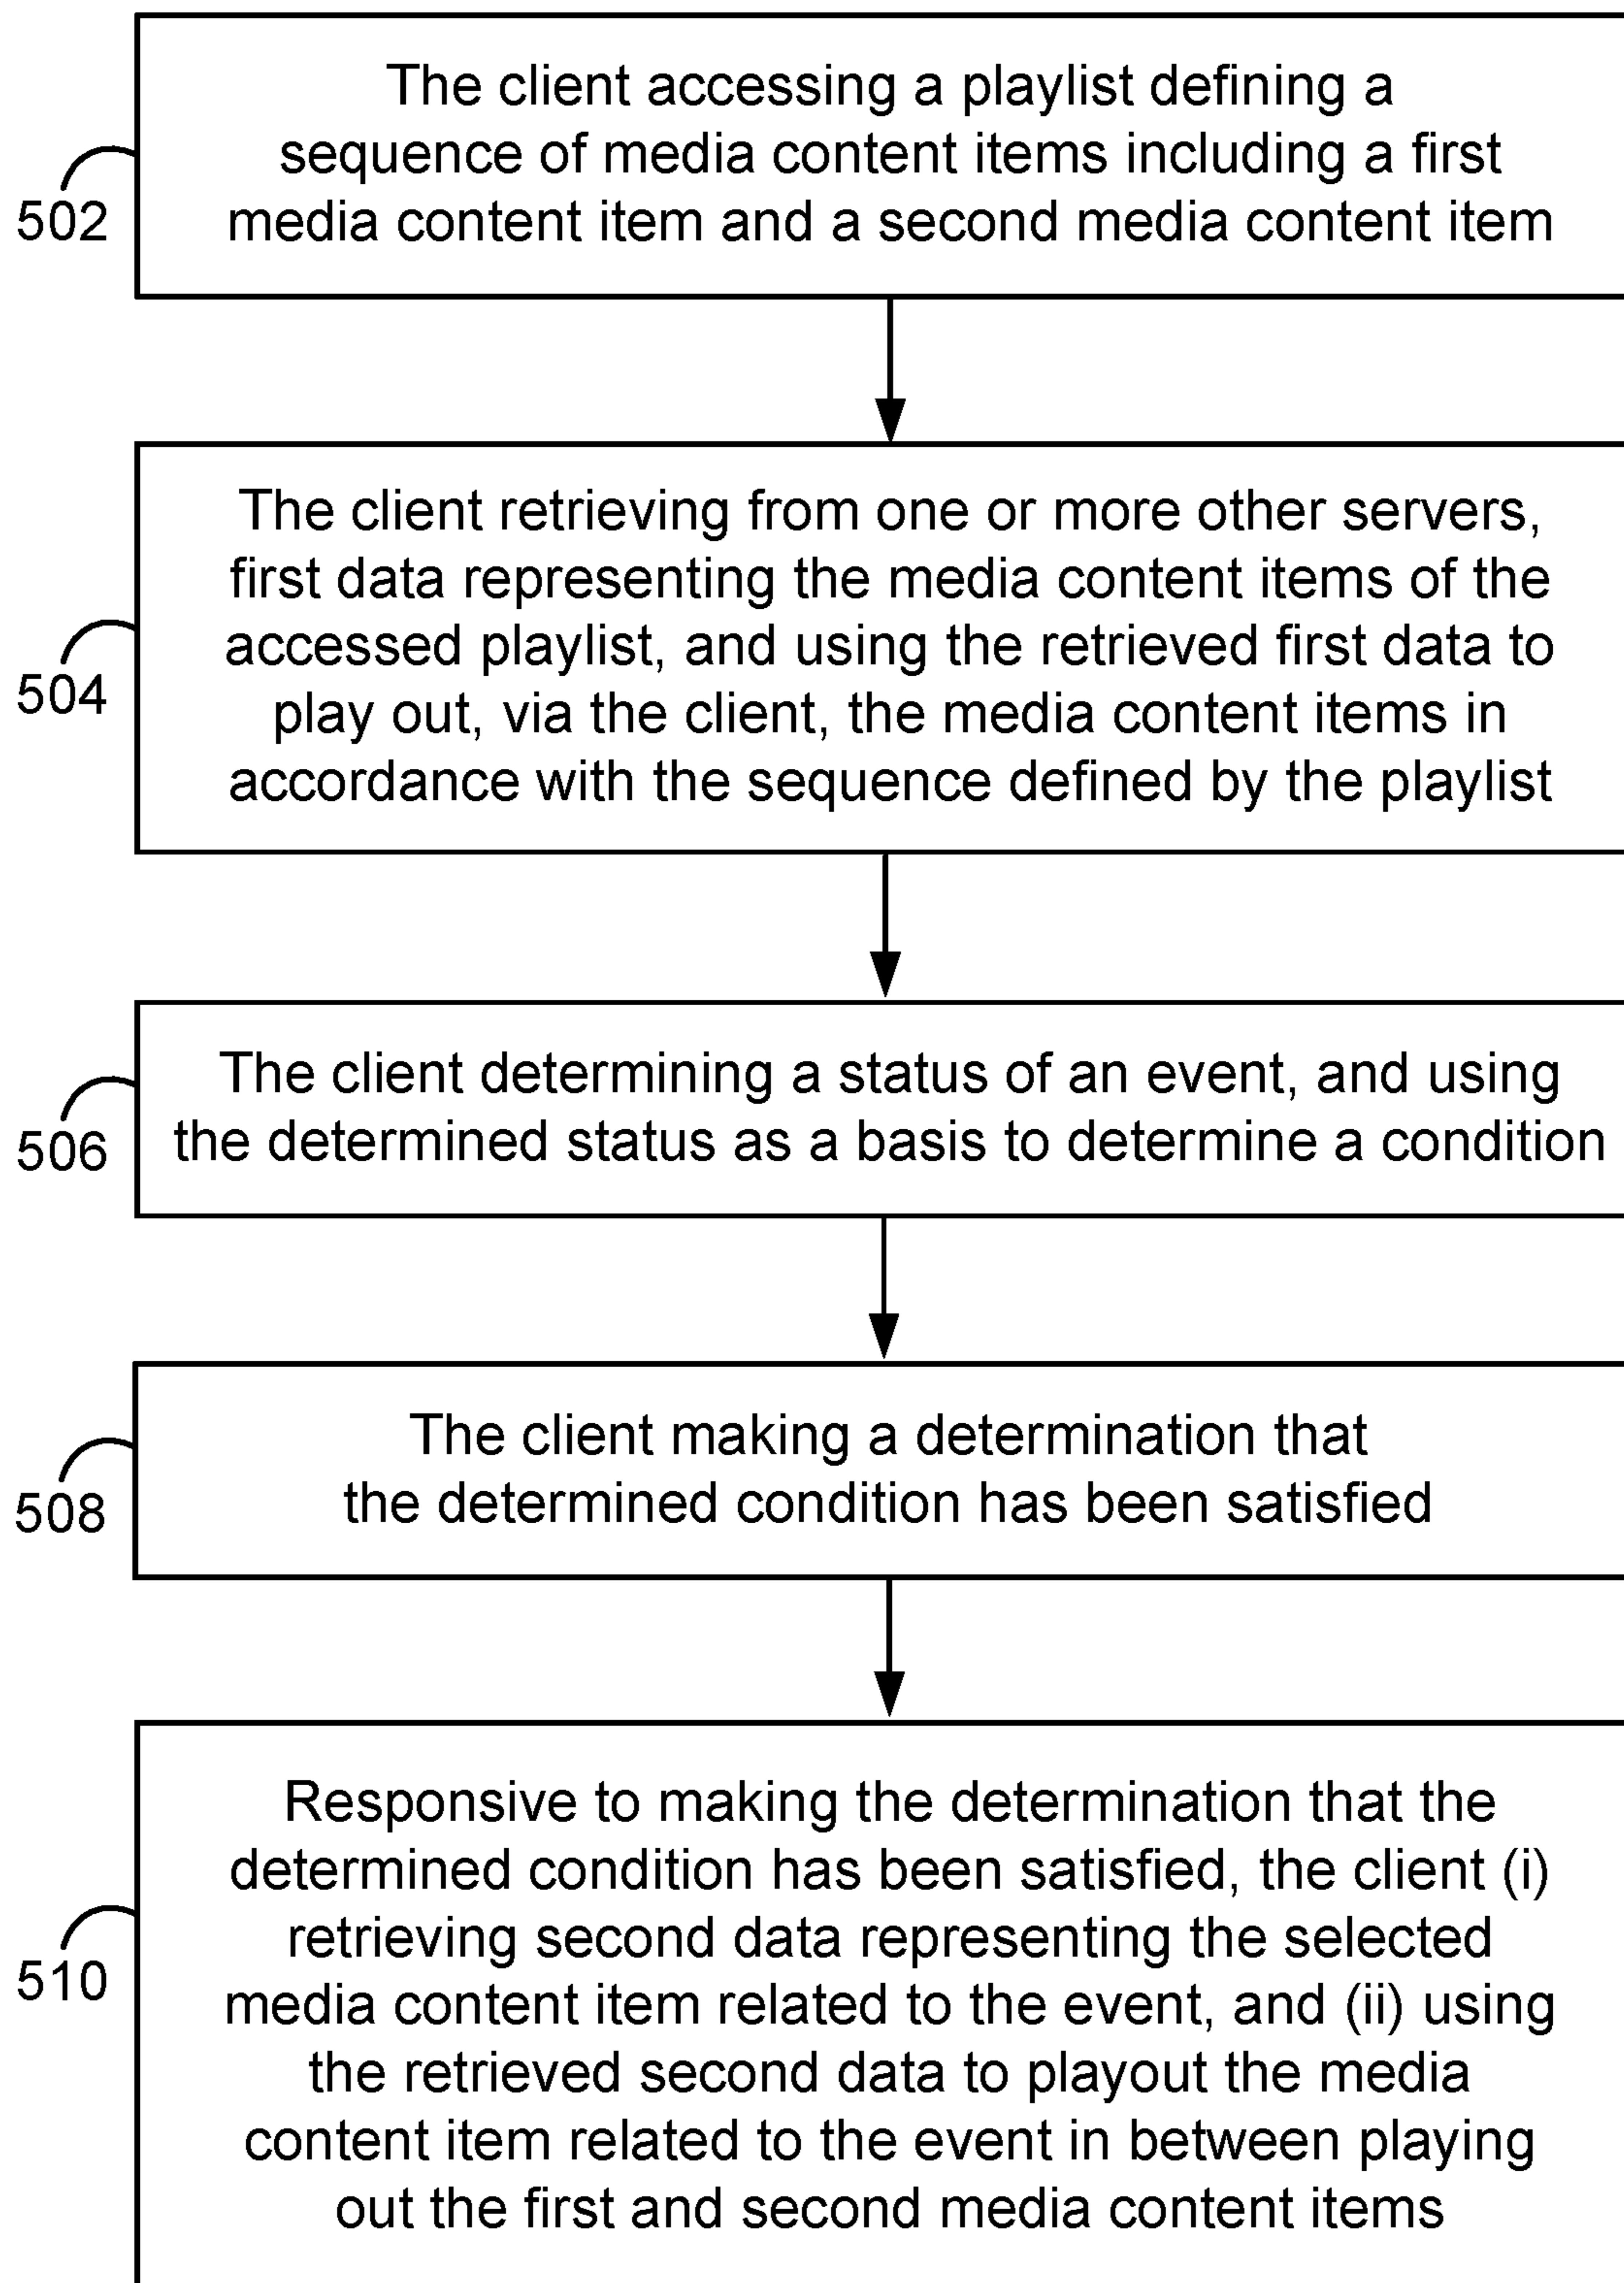 The client accessing a playlist defining a
sequence of media content items including a first
media content item and a second media content item
502
The client retrieving from one or more other servers,
first data representing the media content items of the
accessed playlist, and using the retrieved first data to
play out, via the client, the media content items in
accordance with the sequence defined by the playlist
504
The client determining a status of an event, and using
the determined status as a basis to determine a condition
506
The client making a determination that
the determined condition has been satisfied
508
Responsive to making the determination that the
determined condition has been satisfied, the client (i)
retrieving second data representing the selected
media content item related to the event, and (ii) using
the retrieved second data to playout the media
content item related to the event in between playing
out the first and second media content items
510